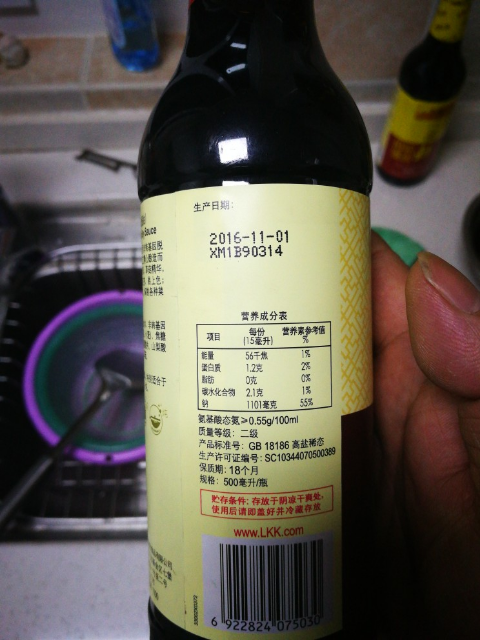 生产日期:
2016-11-01
XM1B90314
Sauce
营养成分表
项目 每份(15毫升) 营养素参考值%
能量 56千焦 1%
蛋白质 1.2克 2%
脂肪 0克 0%
碳水化合物 2.1克 1%
钠 1101毫克 55%
氨基酸态氮≥0.55g/100ml
质量等级: 二级
产品标准号: GB 18186 高盐稀态
生产许可证编号: SC10344070500389
保质期: 18个月
规格: 500毫升/瓶
贮存条件: 存放于阴凉干爽处,
使用后请即盖好并冷藏存放
www.LKK.com
6 922824 075030